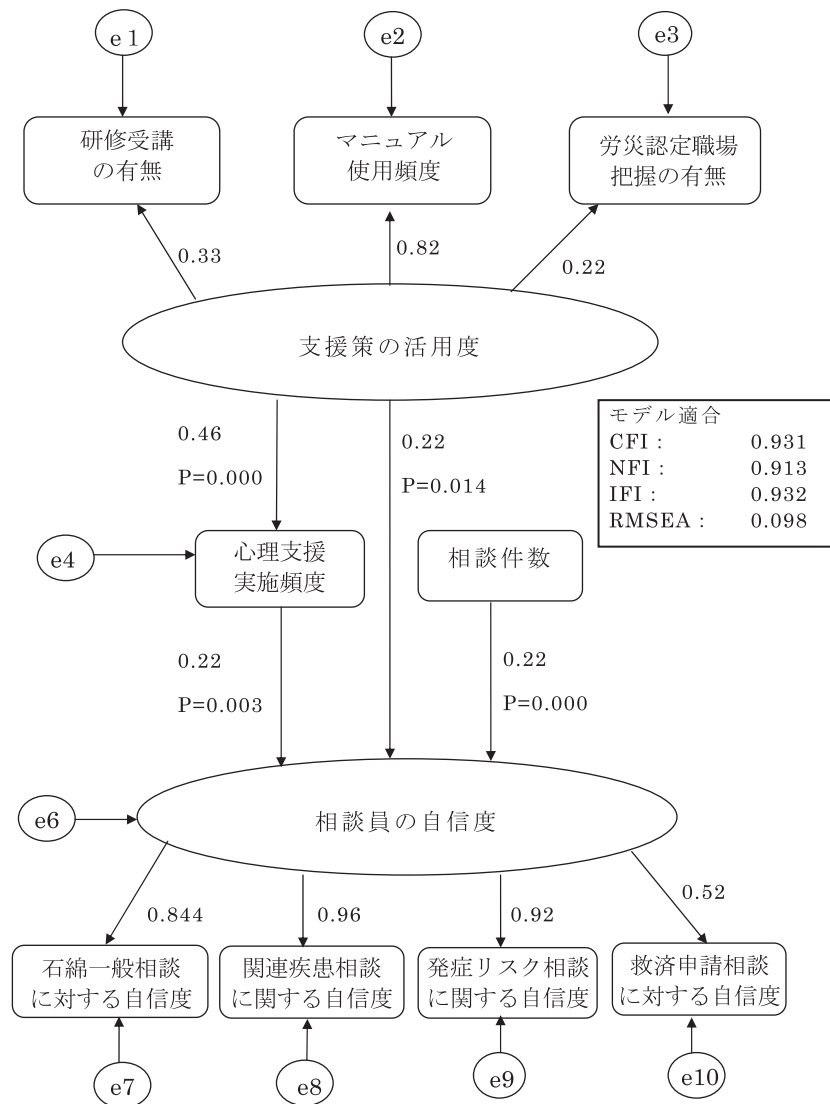 e1
e2
e3
研修受講
の有無
マニュアル
使用頻度
労災認定職場
把握の有無
0.33
0.82
0.22
支援策の活用度
0.46
P=0.000
0.22
P=0.014
モデル適合
CFI : 0.931
NFI : 0.913
IFI : 0.932
RMSEA : 0.098
e4
心理支援
実施頻度
相談件数
0.22
P=0.003
0.22
P=0.000
e6
相談員の自信度
0.844
0.96
0.92
0.52
石綿一般相談
に対する自信度
関連疾患相談
に関する自信度
発症リスク相談
に関する自信度
救済申請相談
に対する自信度
e7
e8
e9
e10